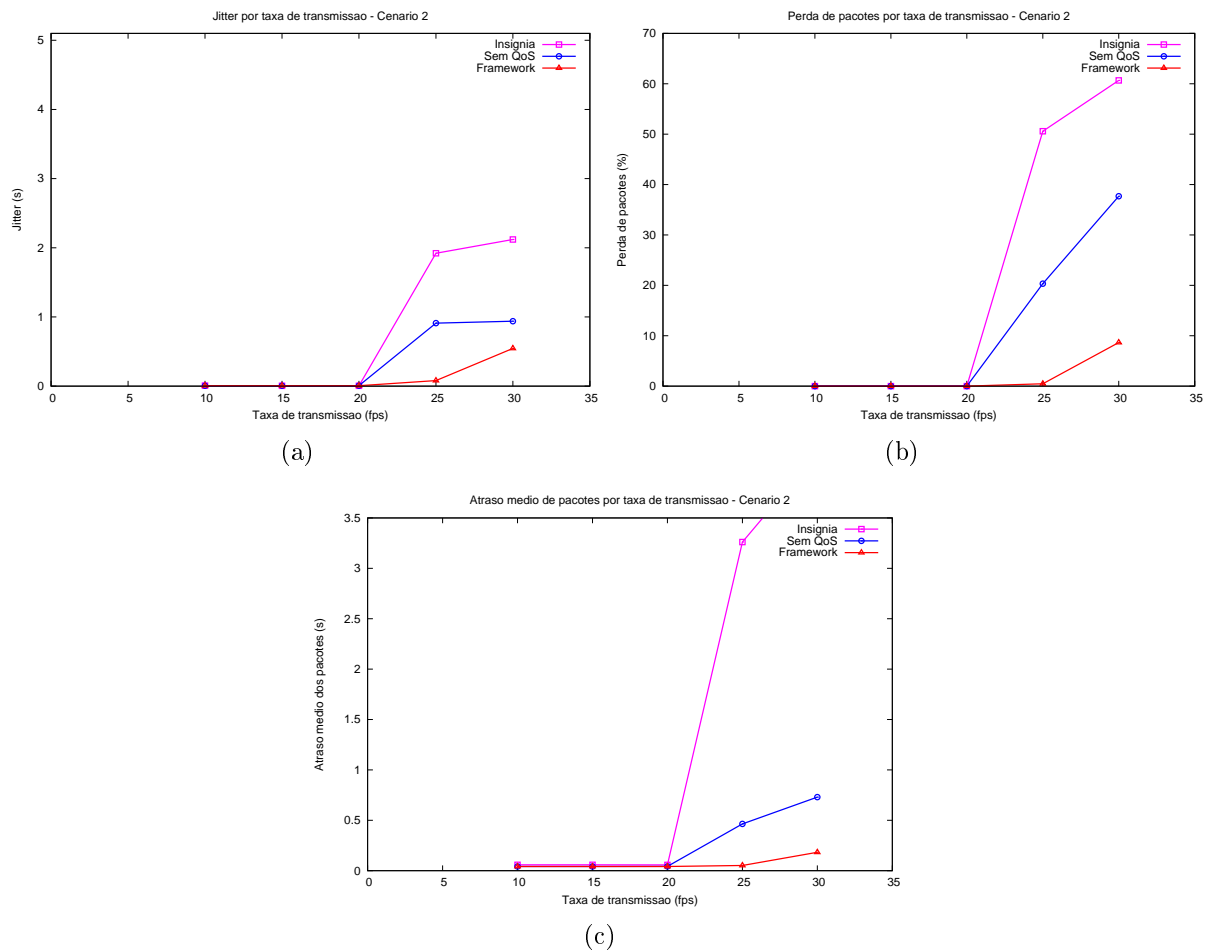 Jitter por taxa de transmissao - Cenario 2
5
4
3
2
1
0
Jitter (s)
Insignia
Sem QoS
Framework
0 5 10 15 20 25 30 35
Taxa de transmissao (fps)
(a)
Perda de pacotes por taxa de transmissao - Cenario 2
70
60
50
40
30
20
10
0
Perda de pacotes (%)
Insignia
Sem QoS
Framework
0 5 10 15 20 25 30 35
Taxa de transmissao (fps)
(b)
Atraso medio de pacotes por taxa de transmissao - Cenario 2
3.5
3
2.5
2
1.5
1
0.5
0
Atraso medio dos pacotes (s)
Insignia
Sem QoS
Framework
0 5 10 15 20 25 30 35
Taxa de transmissao (fps)
(c)